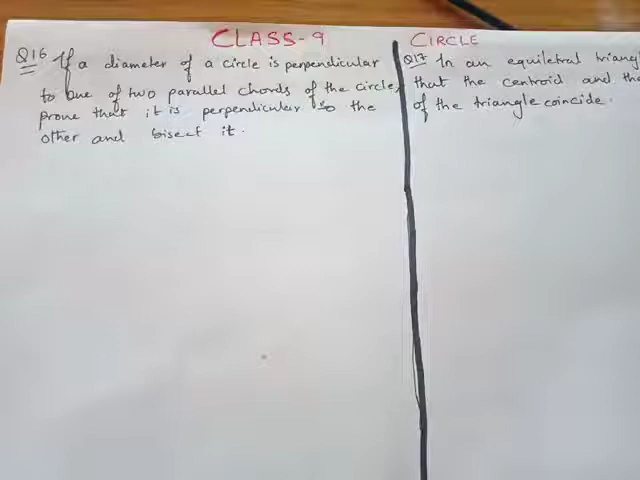 CLASS-9 CIRCLE
Q16 If a diameter of a circle is perpendicular
to one of two parallel chords of the circle,
prove that it is perpendicular to the
other and bisect it.
Q17 In an equiletral triangl
that the centroid and the
of the triangle coincide.